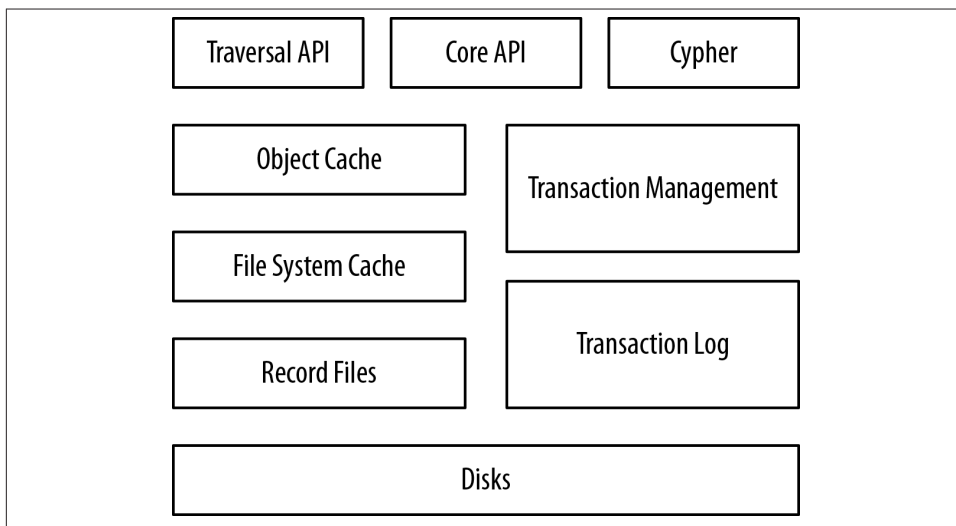 Traversal API
Core API
Cypher
Object Cache
Transaction Management
File System Cache
Transaction Log
Record Files
Disks